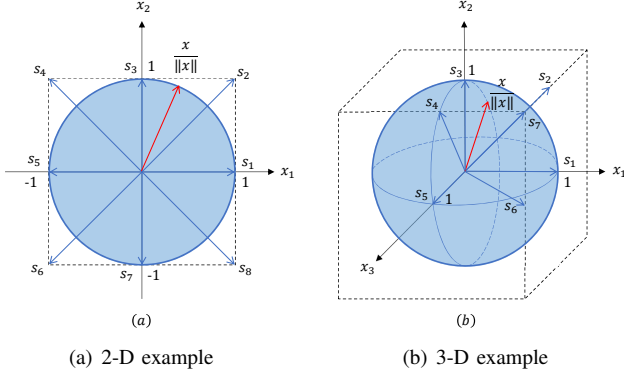 x₂
x/‖x‖
s₄ s₃ 1 s₂
s₅ s₁ x₁
-1 1
s₆ s₇ -1 s₈
(a)
x₂
s₃ 1 x/‖x‖ s₂
s₄ s₇
s₁ x₁
s₅ 1 s₆ 1
x₃
(b)
(a) 2-D example
(b) 3-D example